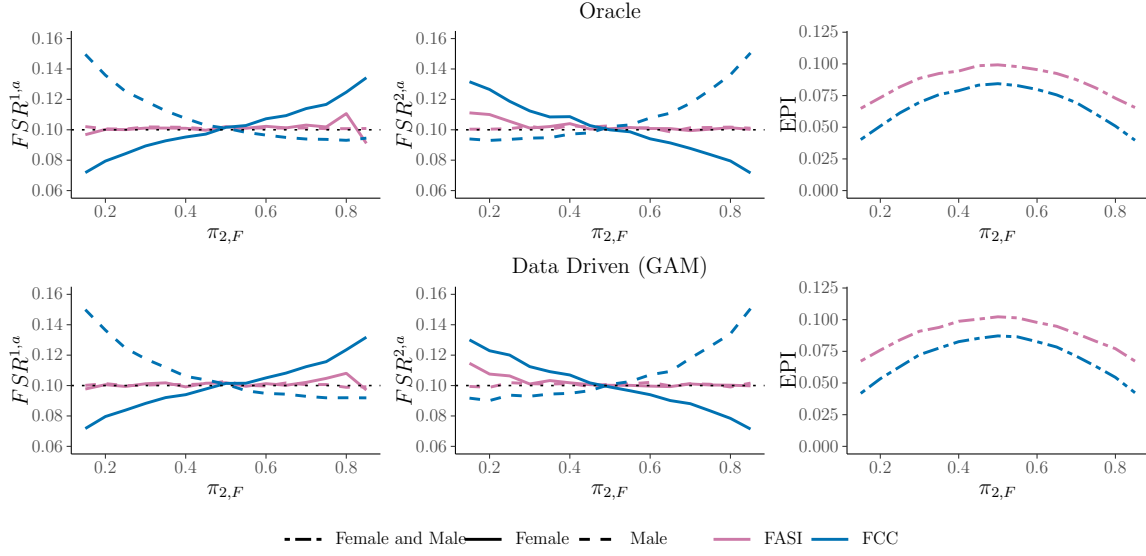 Oracle
FSR^{1,a}
0.16
0.14
0.12
0.10
0.08
0.06
0.2 0.4 0.6 0.8
π_{2,F}
FSR^{2,a}
0.16
0.14
0.12
0.10
0.08
0.06
0.2 0.4 0.6 0.8
π_{2,F}
EPI
0.125
0.100
0.075
0.050
0.025
0.000
0.2 0.4 0.6 0.8
π_{2,F}
Data Driven (GAM)
FSR^{1,a}
0.16
0.14
0.12
0.10
0.08
0.06
0.2 0.4 0.6 0.8
π_{2,F}
FSR^{2,a}
0.16
0.14
0.12
0.10
0.08
0.06
0.2 0.4 0.6 0.8
π_{2,F}
EPI
0.125
0.100
0.075
0.050
0.025
0.000
0.2 0.4 0.6 0.8
π_{2,F}
Female and Male Female Male FASI FCC